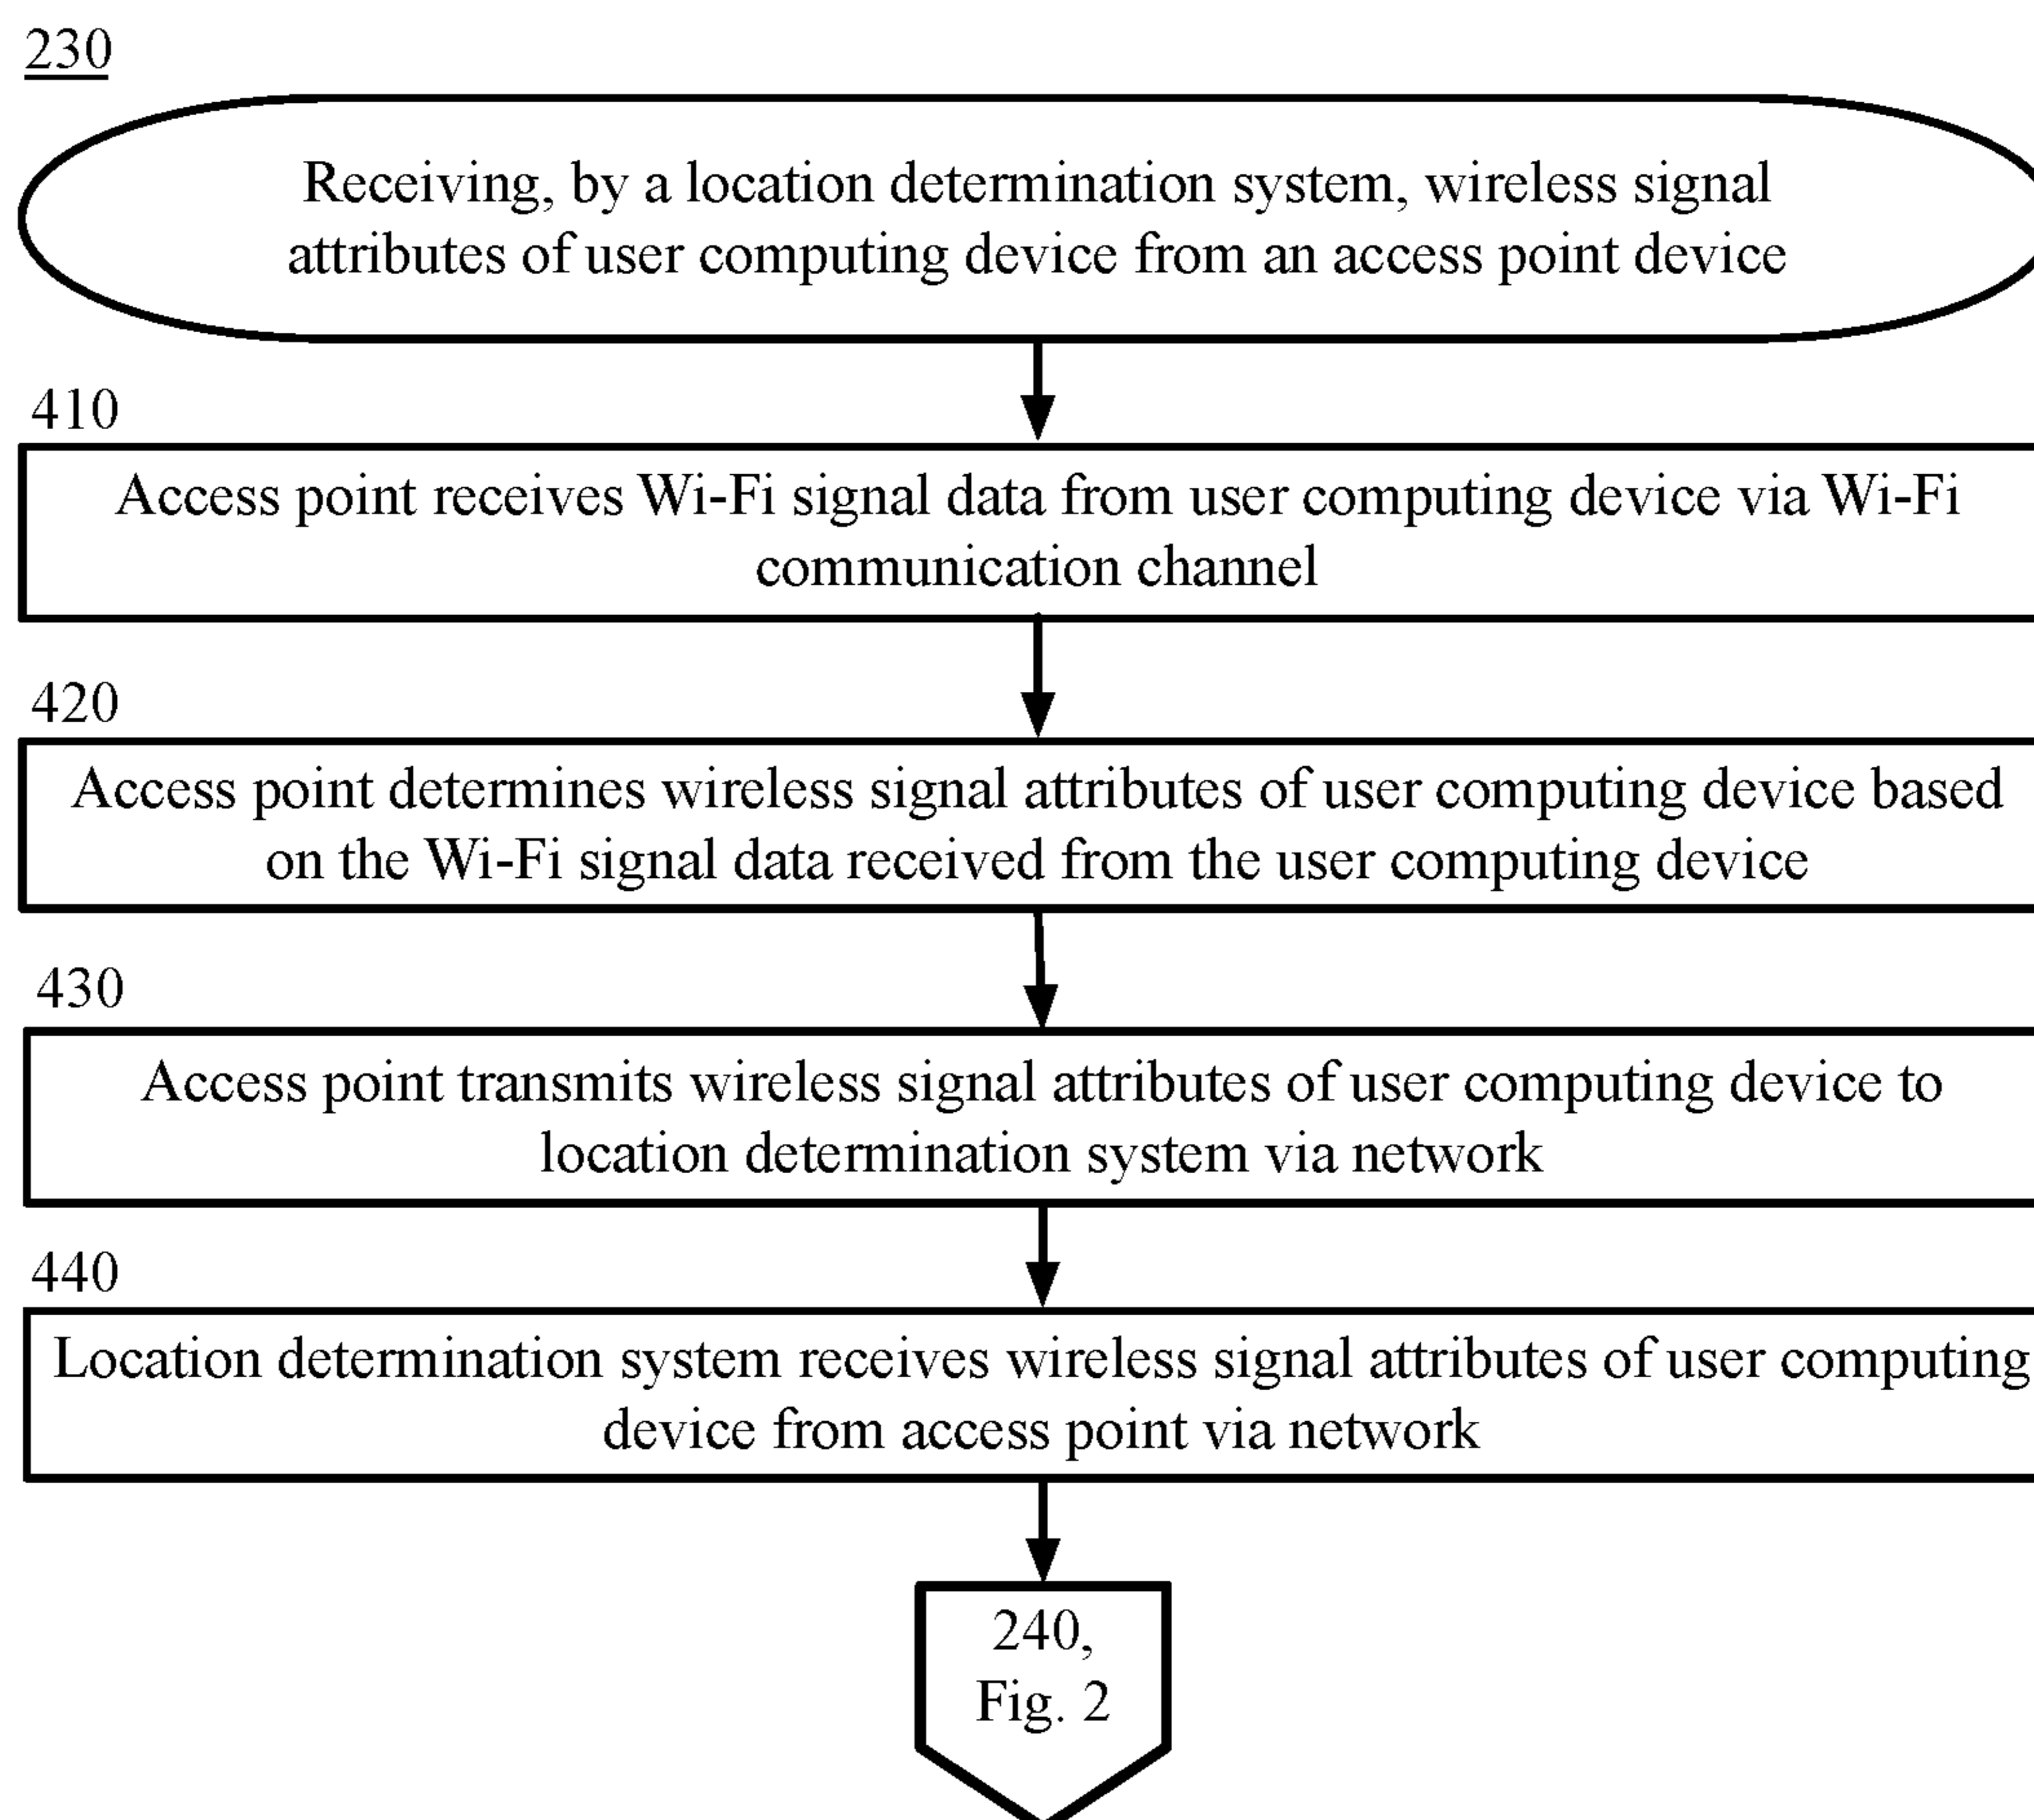 230
Receiving, by a location determination system, wireless signal
attributes of user computing device from an access point device
410
Access point receives Wi-Fi signal data from user computing device via Wi-Fi
communication channel
420
Access point determines wireless signal attributes of user computing device based
on the Wi-Fi signal data received from the user computing device
430
Access point transmits wireless signal attributes of user computing device to
location determination system via network
440
Location determination system receives wireless signal attributes of user computing
device from access point via network
240,
Fig. 2